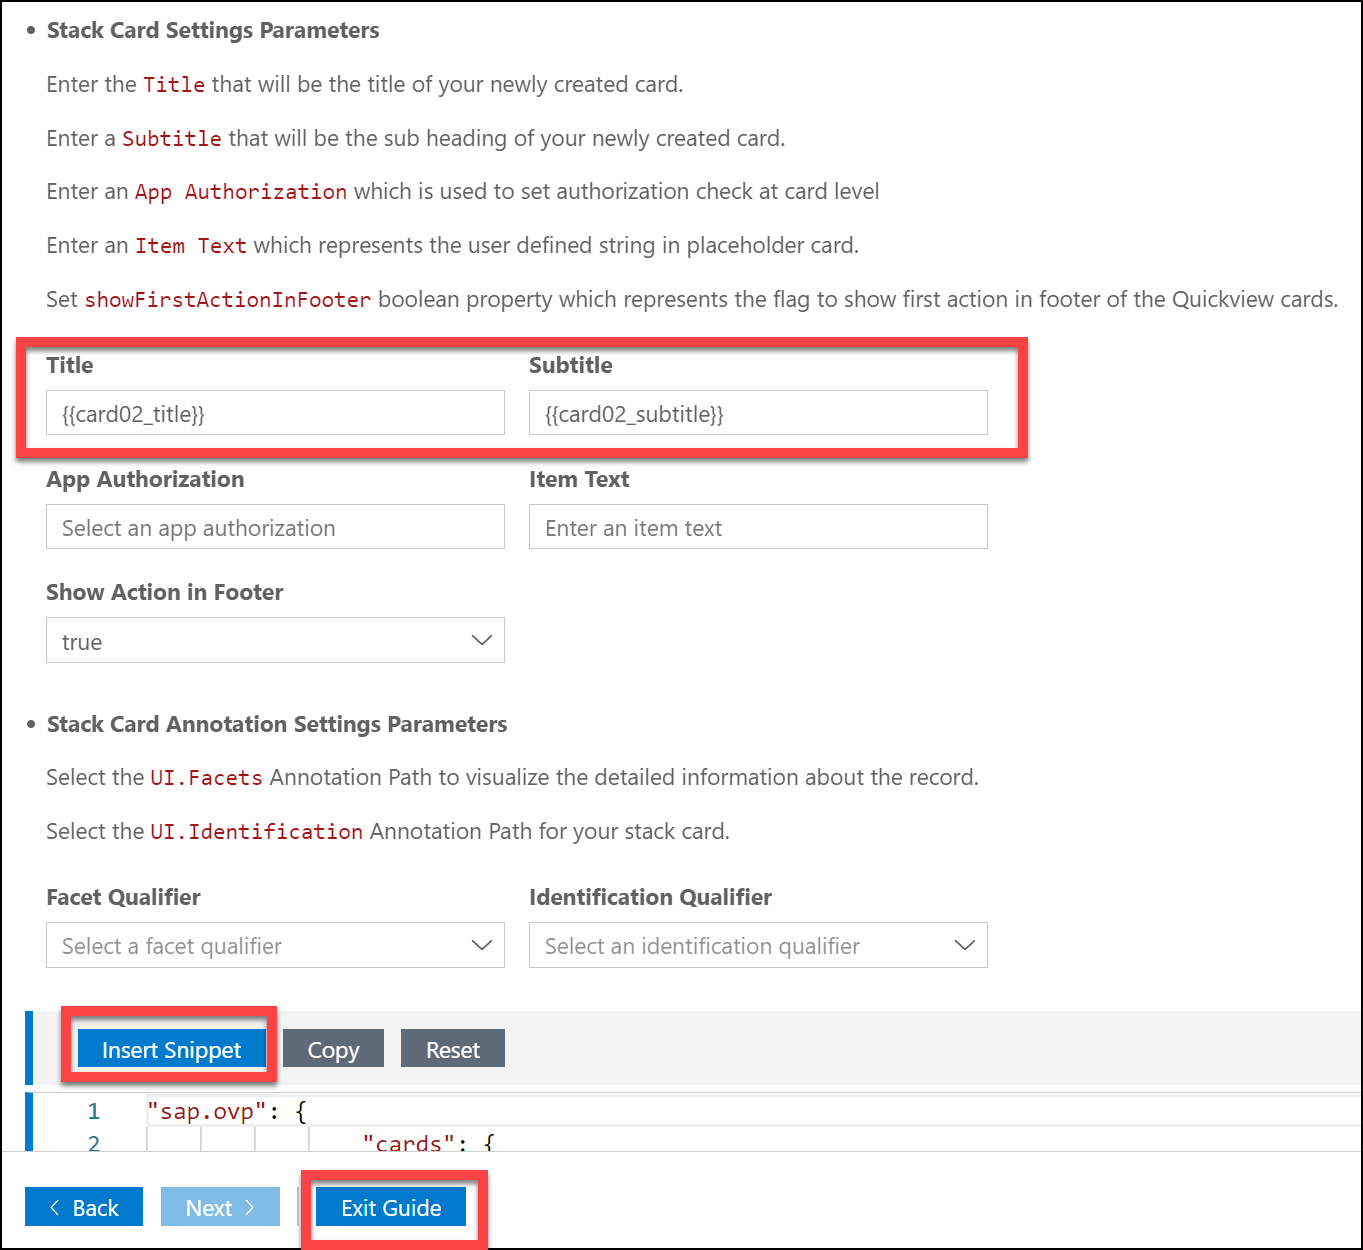 • Stack Card Settings Parameters
Enter the Title that will be the title of your newly created card.
Enter a Subtitle that will be the sub heading of your newly created card.
Enter an App Authorization which is used to set authorization check at card level
Enter an Item Text which represents the user defined string in placeholder card.
Set showFirstActionInFooter boolean property which represents the flag to show first action in footer of the Quickview cards.
Title Subtitle
{{card02_title}} {{card02_subtitle}}
App Authorization Item Text
Select an app authorization Enter an item text
Show Action in Footer
true
• Stack Card Annotation Settings Parameters
Select the UI.Facets Annotation Path to visualize the detailed information about the record.
Select the UI.Identification Annotation Path for your stack card.
Facet Qualifier Identification Qualifier
Select a facet qualifier Select an identification qualifier
Insert Snippet Copy Reset
1 "sap.ovp": {
2 "cards": {
< Back Next > Exit Guide